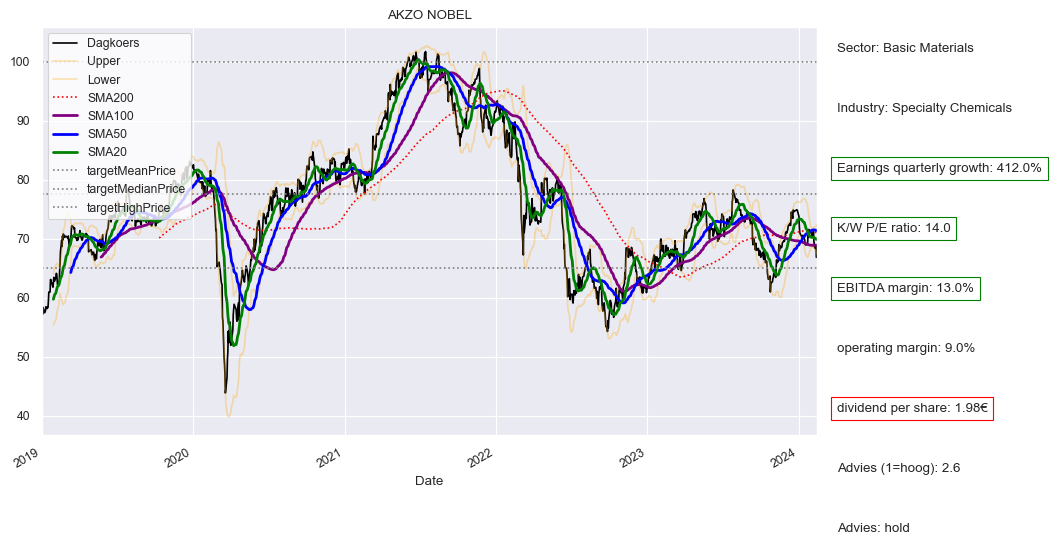 AKZO NOBEL
Dagkoers
Upper
Lower
SMA200
SMA100
SMA50
SMA20
targetMeanPrice
targetMedianPrice
targetHighPrice
100
90
80
70
60
50
40
2019
2020
2021
2022
2023
2024
Date
Sector: Basic Materials
Industry: Specialty Chemicals
Earnings quarterly growth: 412.0%
K/W P/E ratio: 14.0
EBITDA margin: 13.0%
operating margin: 9.0%
dividend per share: 1.98€
Advies (1=hoog): 2.6
Advies: hold